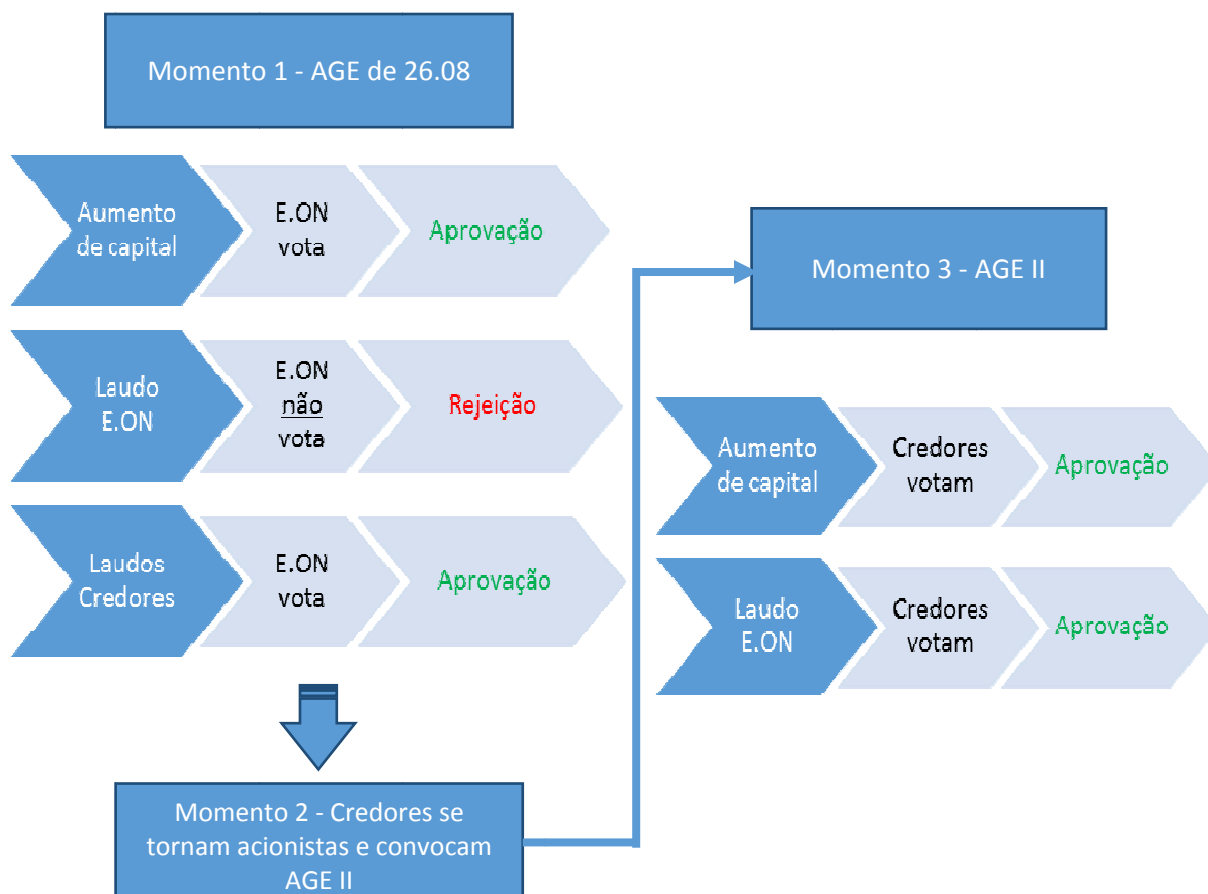 Momento 1 - AGE de 26.08
Aumento
de capital
E.ON
vota
Aprovação
Laudo
E.ON
E.ON
não
vota
Rejeição
Laudos
Credores
E.ON
vota
Aprovação
Momento 2 - Credores se
tornam acionistas e convocam
AGE II
Momento 3 - AGE II
Aumento
de capital
Credores
votam
Aprovação
Laudo
E.ON
Credores
votam
Aprovação